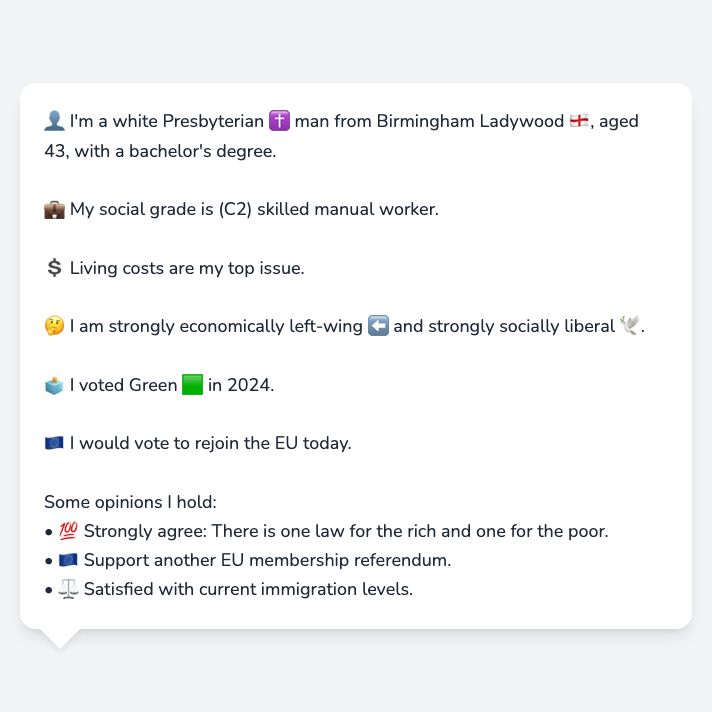 👤 I'm a white Presbyterian ✝️ man from Birmingham Ladywood 🏴󠁧󠁢󠁥󠁮󠁧󠁿, aged
43, with a bachelor's degree.
💼 My social grade is (C2) skilled manual worker.
💲 Living costs are my top issue.
🤔 I am strongly economically left-wing ⬅️ and strongly socially liberal 🕊️.
🗳️ I voted Green 🟩 in 2024.
🇪🇺 I would vote to rejoin the EU today.
Some opinions I hold:
• 💯 Strongly agree: There is one law for the rich and one for the poor.
• 🇪🇺 Support another EU membership referendum.
• ⚖️ Satisfied with current immigration levels.